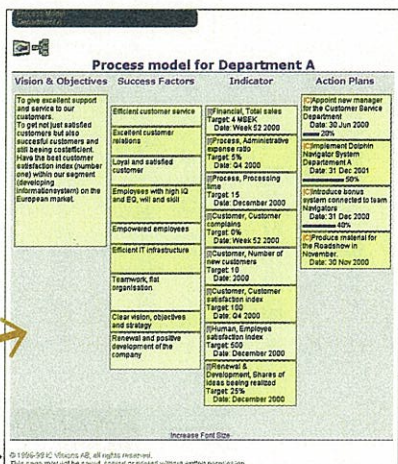 Process model for Department A
Vision & Objectives
To give excellent support
and service to our
customers.
To get not just satisfied
customers but also
succesful customers and
still beeing costefficient.
Have the best customer
satisfaction index (number
one) within our segment
(developing
informationsystem) on the
European market.
Success Factors
Efficient customer service
Excellent customer
relations
Loyal and satisfied
customer
Employees with high IQ
and EQ, will and skill
Empowered employees
Efficient IT infrastructure
Teamwork, flat
organisation
Clear vision, objectives
and strategy
Renewal and positive
development of the
company
Indicator
[I]Financial, Total sales
Target: 4 MSEK
Date: Week 52 2000
[I]Process, Administrative
expense ratio
Target: 5%
Date: Q4 2000
[I]Process, Processing
time
Target: 15
Date: December 2000
[I]Customer, Customer
complains
Target: 0%
Date: Week 52 2000
[I]Customer, Number of
new customers
Target: 10
Date: 2000
[I]Customer, Customer
satisfaction index
Target: 100
Date: Q4 2000
[I]Human, Employee
satisfaction index
Target: 500
Date: December 2000
[I]Renewal &
Development, Shares of
ideas beeing realized
Target: 25%
Date: December 2000
Action Plans
Appoint new manager
for the Customer Service
Department
Date: 30 Jun 2000
20%
Implement Dolphin
Navigator System
Departement A
Date: 31 Dec 2001
50%
Introduce bonus
system connected to team
Navigators
Date: 31 Dec 2000
40%
Produce material for
the Roadshow in
November.
Date: 30 Nov 2000
Increase Font Size
all rights reserved.